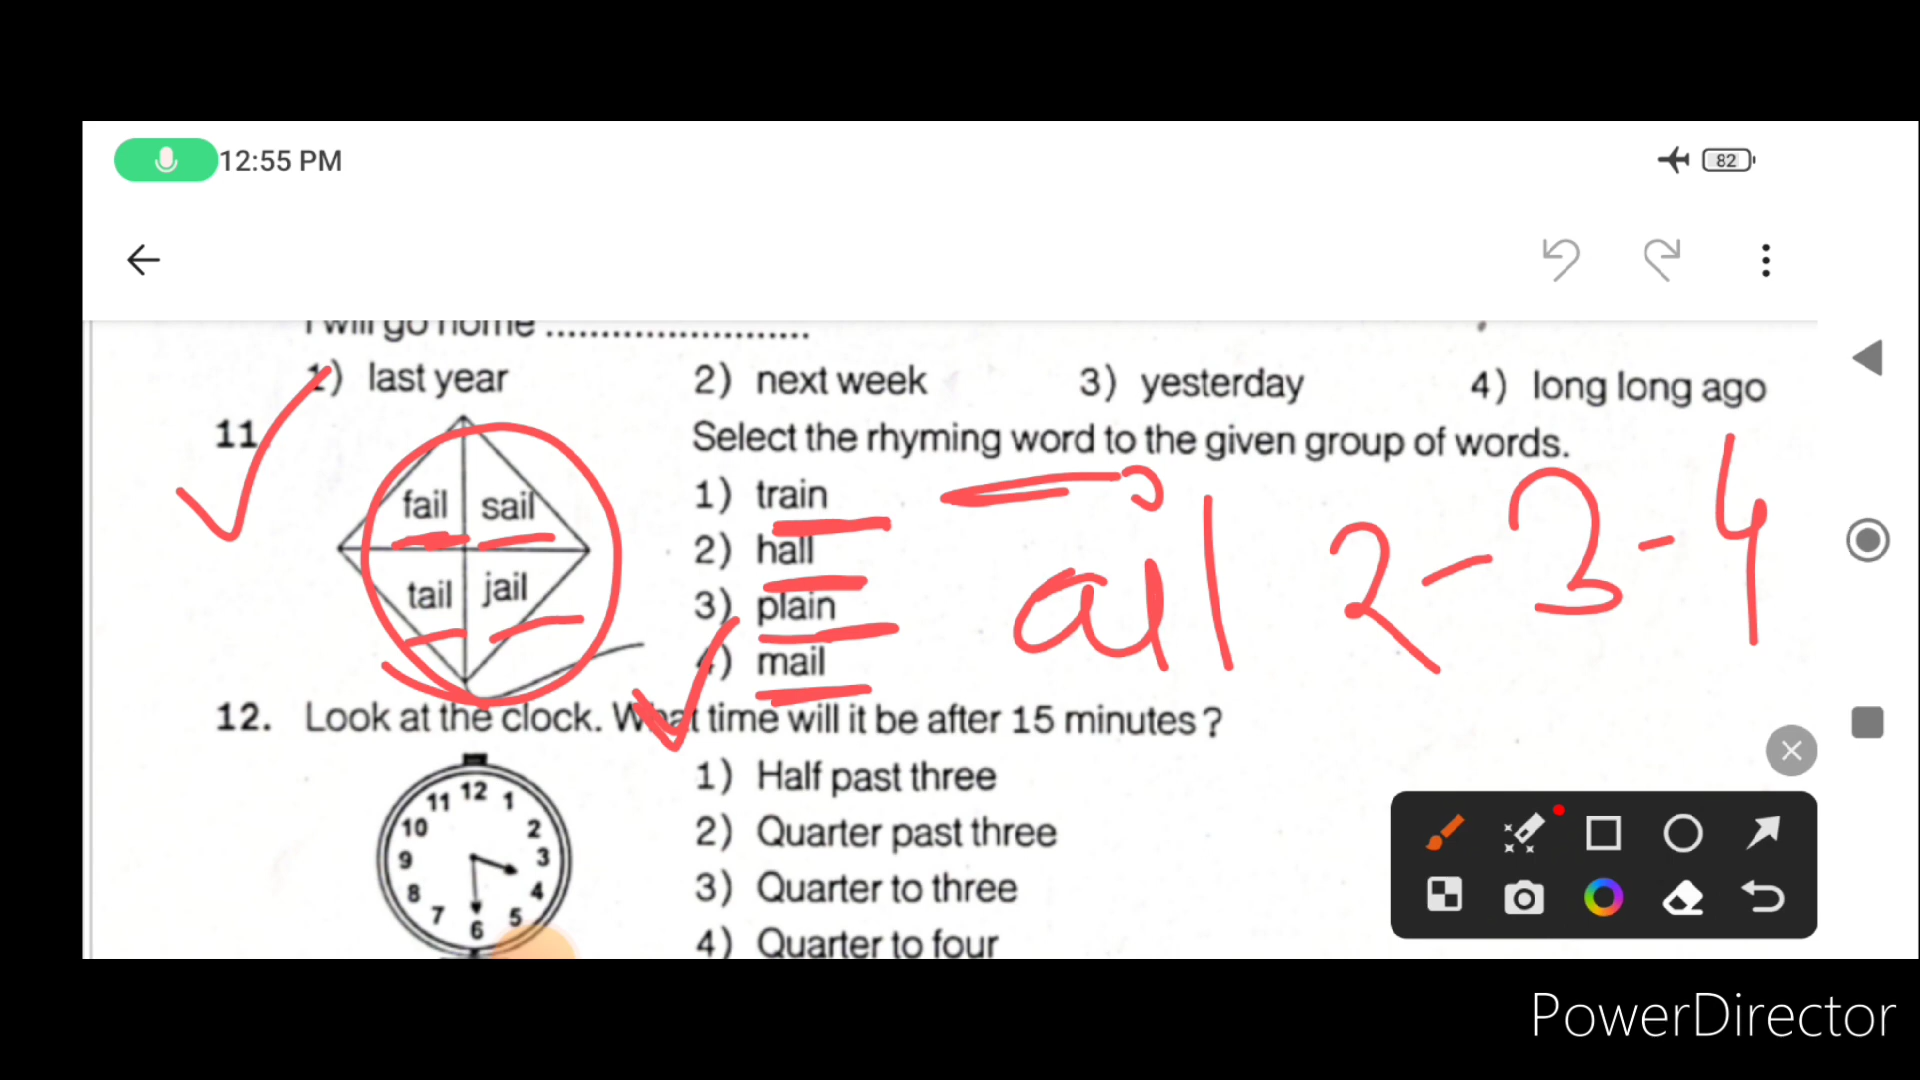 12:55 PM
82
I will go home ........................
1) last year 2) next week 3) yesterday 4) long long ago
11 Select the rhyming word to the given group of words.
fail sail
tail jail
1) train
2) hall
3) plain
4) mail
ail 2-3-4
12. Look at the clock. What time will it be after 15 minutes ?
12 1 2 3 4 5 6 7 8 9 10 11
1) Half past three
2) Quarter past three
3) Quarter to three
4) Quarter to four
PowerDirector